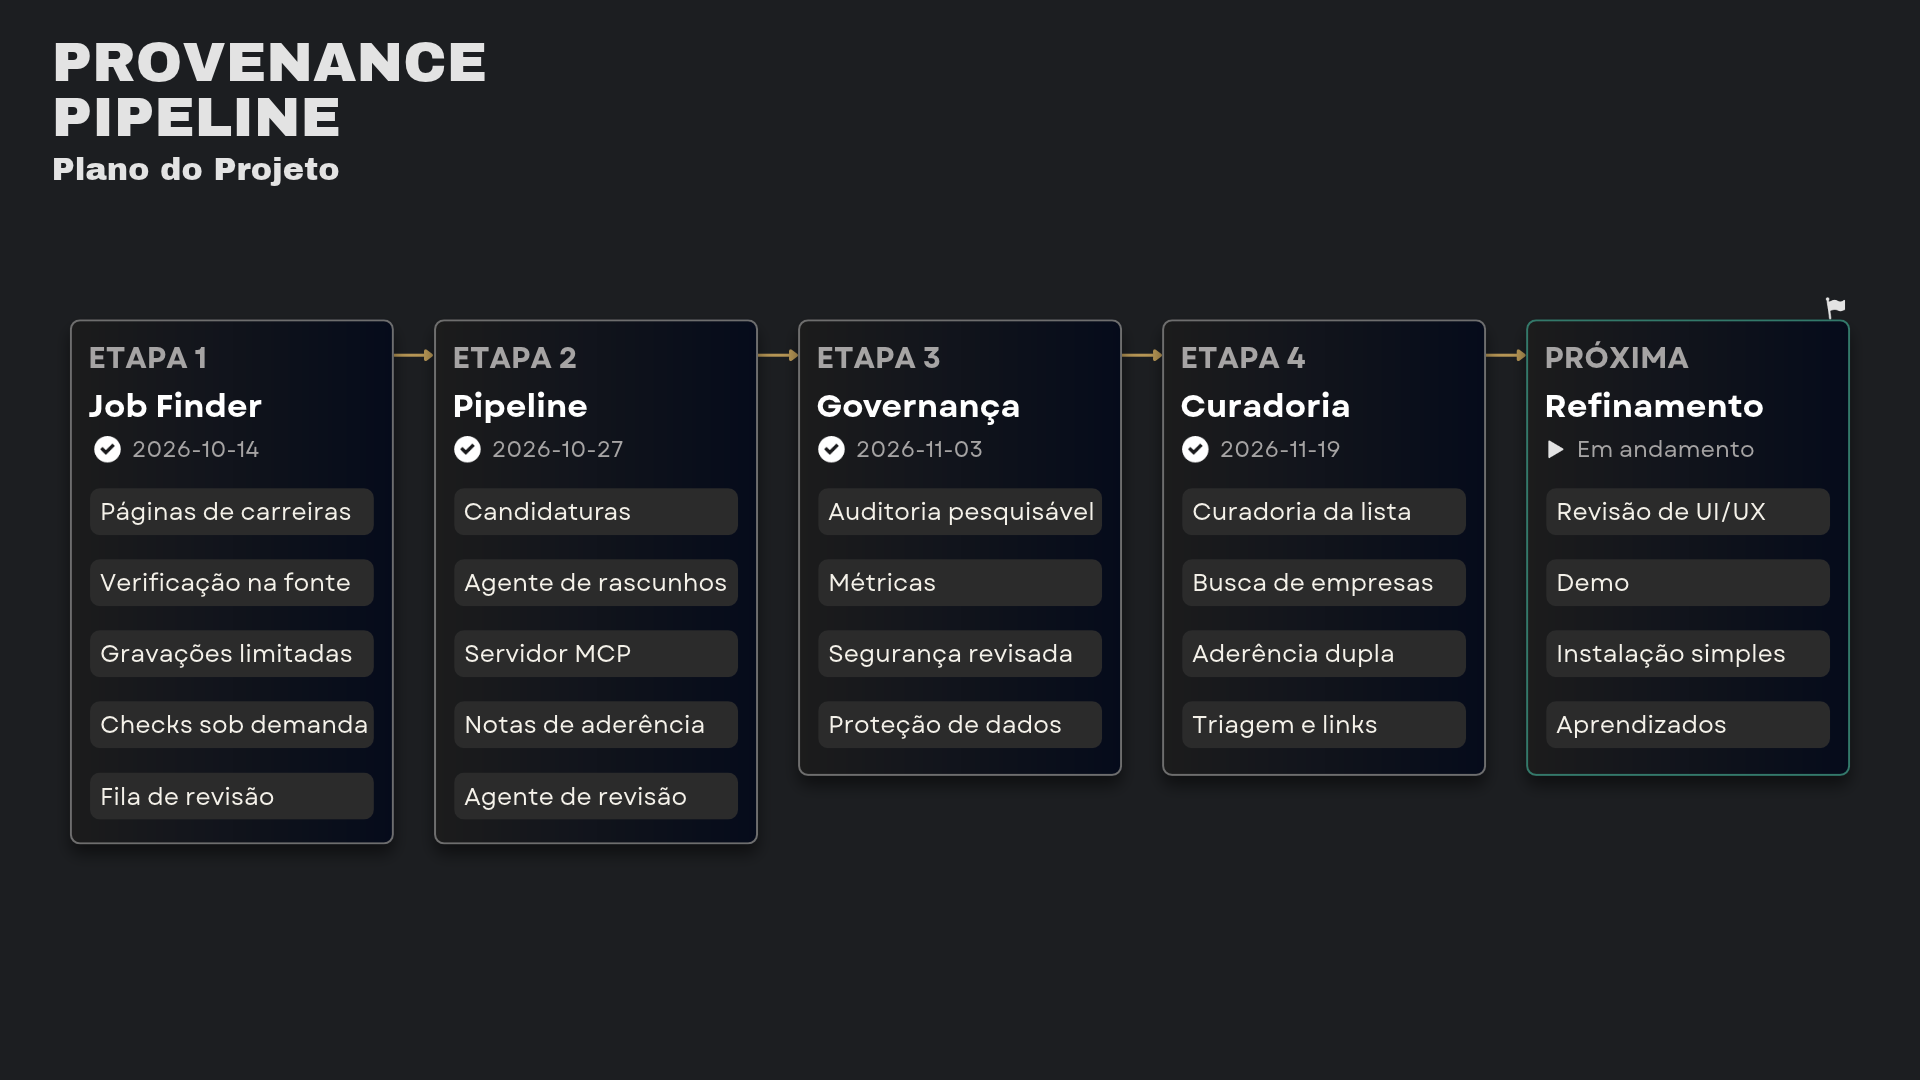 PROVENANCE
PIPELINE
Plano do Projeto
ETAPA 1
Job Finder
2026-10-14
Páginas de carreiras
Verificação na fonte
Gravações limitadas
Checks sob demanda
Fila de revisão
ETAPA 2
Pipeline
2026-10-27
Candidaturas
Agente de rascunhos
Servidor MCP
Notas de aderência
Agente de revisão
ETAPA 3
Governança
2026-11-03
Auditoria pesquisável
Métricas
Segurança revisada
Proteção de dados
ETAPA 4
Curadoria
2026-11-19
Curadoria da lista
Busca de empresas
Aderência dupla
Triagem e links
PRÓXIMA
Refinamento
Em andamento
Revisão de UI/UX
Demo
Instalação simples
Aprendizados